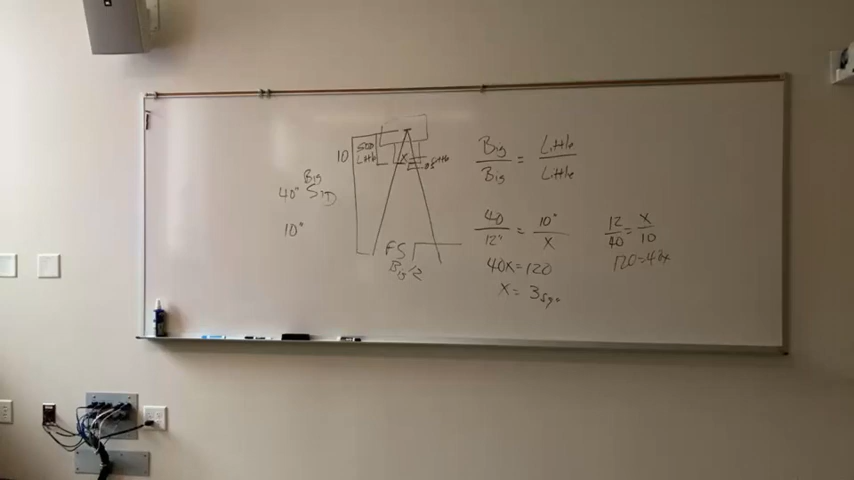 Big
40" SID
10"
10
SID
Little
X
FS
Big 12
Big = Little
Big Little
40 = 10"
12" X
40x=120
X= 3
12 = X
40 10
120=40x